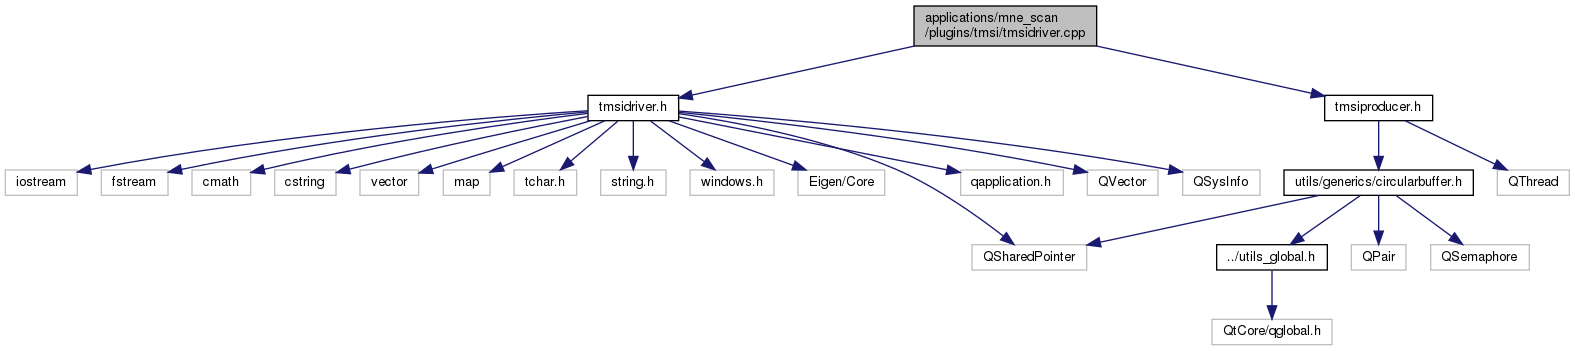 applications/mne_scan
/plugins/tmsi/tmsidriver.cpp
tmsidriver.h
tmsiproducer.h
iostream
fstream
cmath
cstring
vector
map
tchar.h
string.h
windows.h
Eigen/Core
qapplication.h
QVector
QSysInfo
utils/generics/circularbuffer.h
QThread
QSharedPointer
../utils_global.h
QPair
QSemaphore
QtCore/qglobal.h